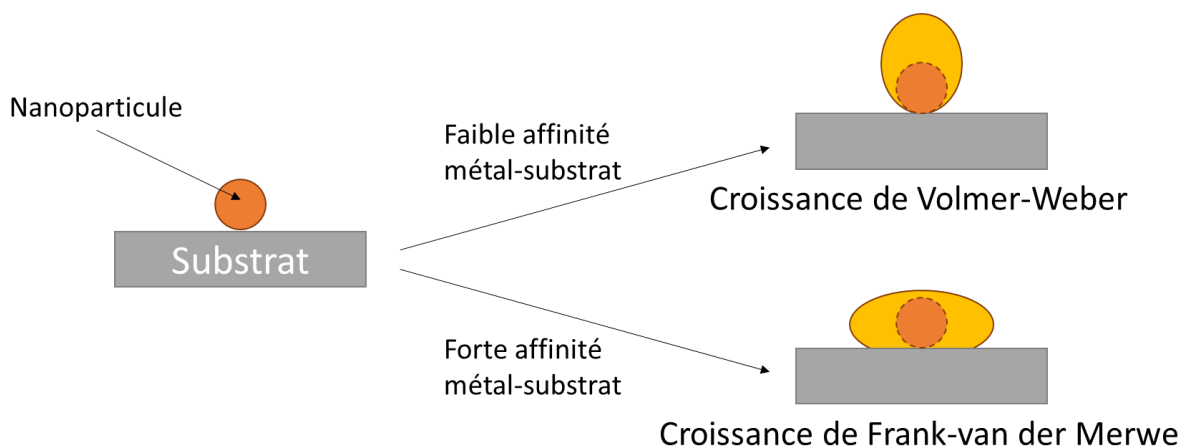 Nanoparticule
Substrat
Faible affinité
métal-substrat
Croissance de Volmer-Weber
Forte affinité
métal-substrat
Croissance de Frank-van der Merwe